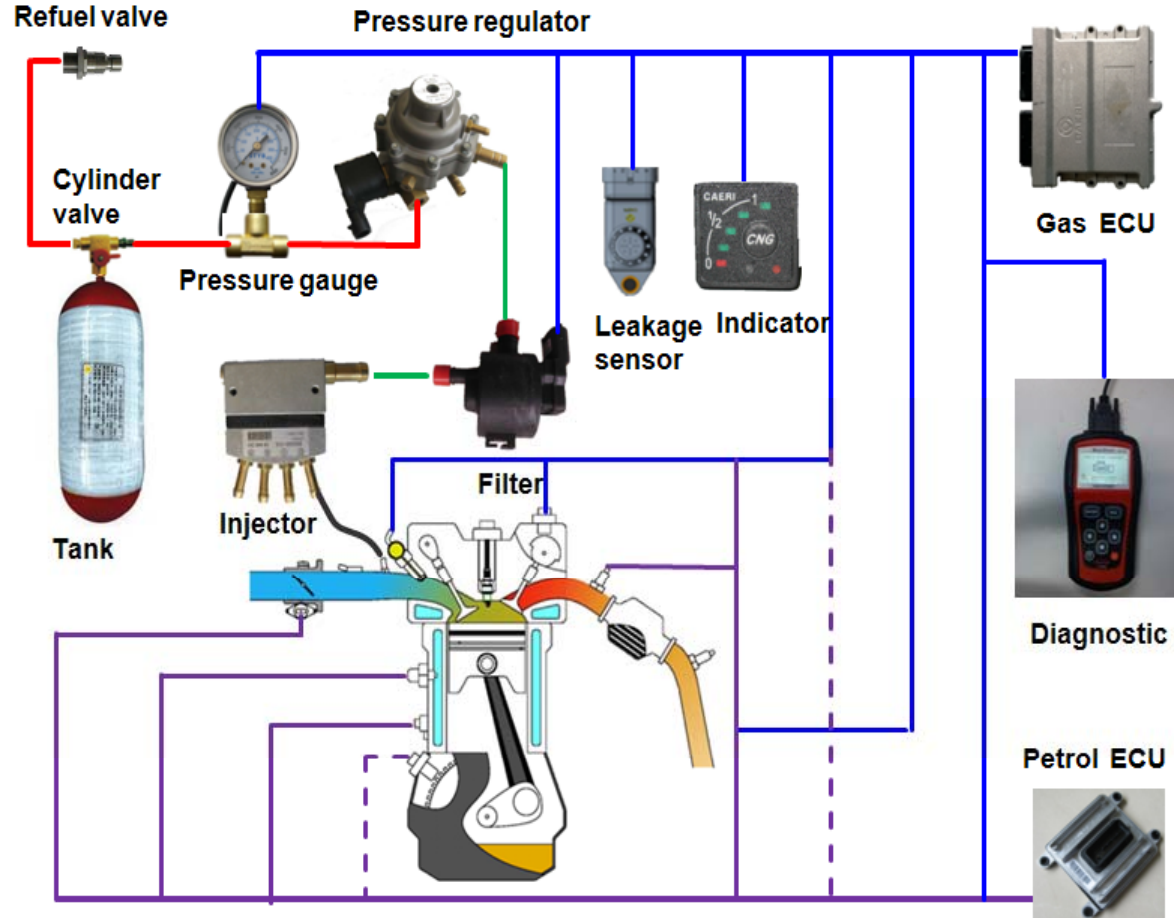 Refuel valve
Pressure regulator
Cylinder
valve
Pressure gauge
CAERI
1
1/2
0
CNG
Gas ECU
Leakage
sensor
Indicator
Filter
Injector
Tank
Diagnostic
Petrol ECU